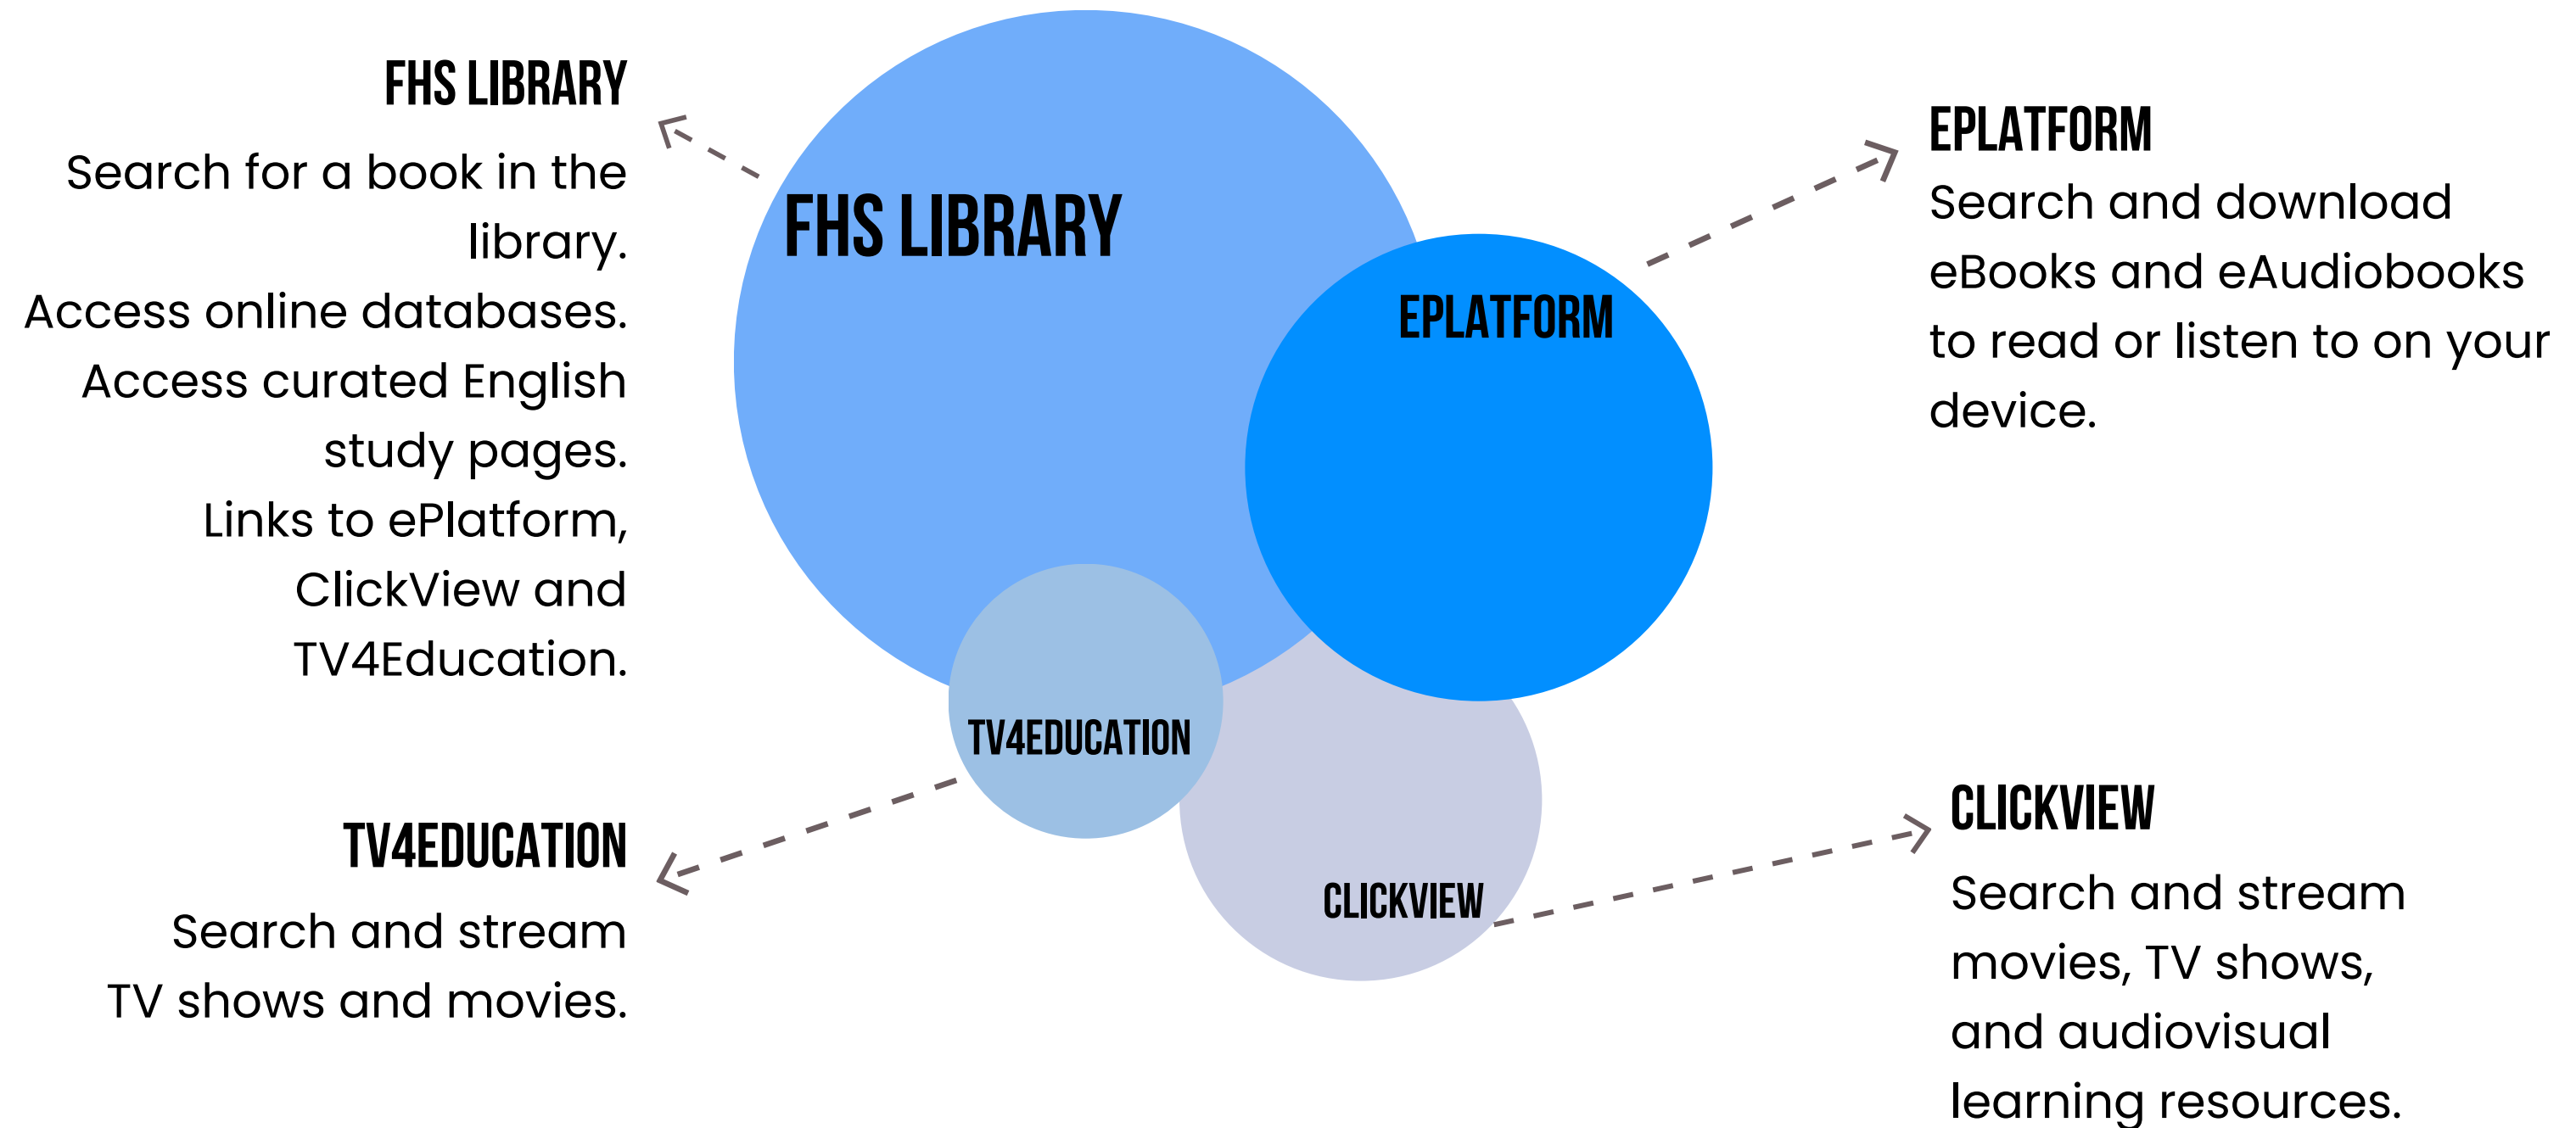 FHS LIBRARY
Search for a book in the
library.
Access online databases.
Access curated English
study pages.
Links to ePlatform,
ClickView and
TV4Education.
TV4EDUCATION
Search and stream
TV shows and movies.
FHS LIBRARY
EPLATFORM
TV4EDUCATION
CLICKVIEW
EPLATFORM
Search and download
eBooks and eAudiobooks
to read or listen to on your
device.
CLICKVIEW
Search and stream
movies, TV shows,
and audiovisual
learning resources.